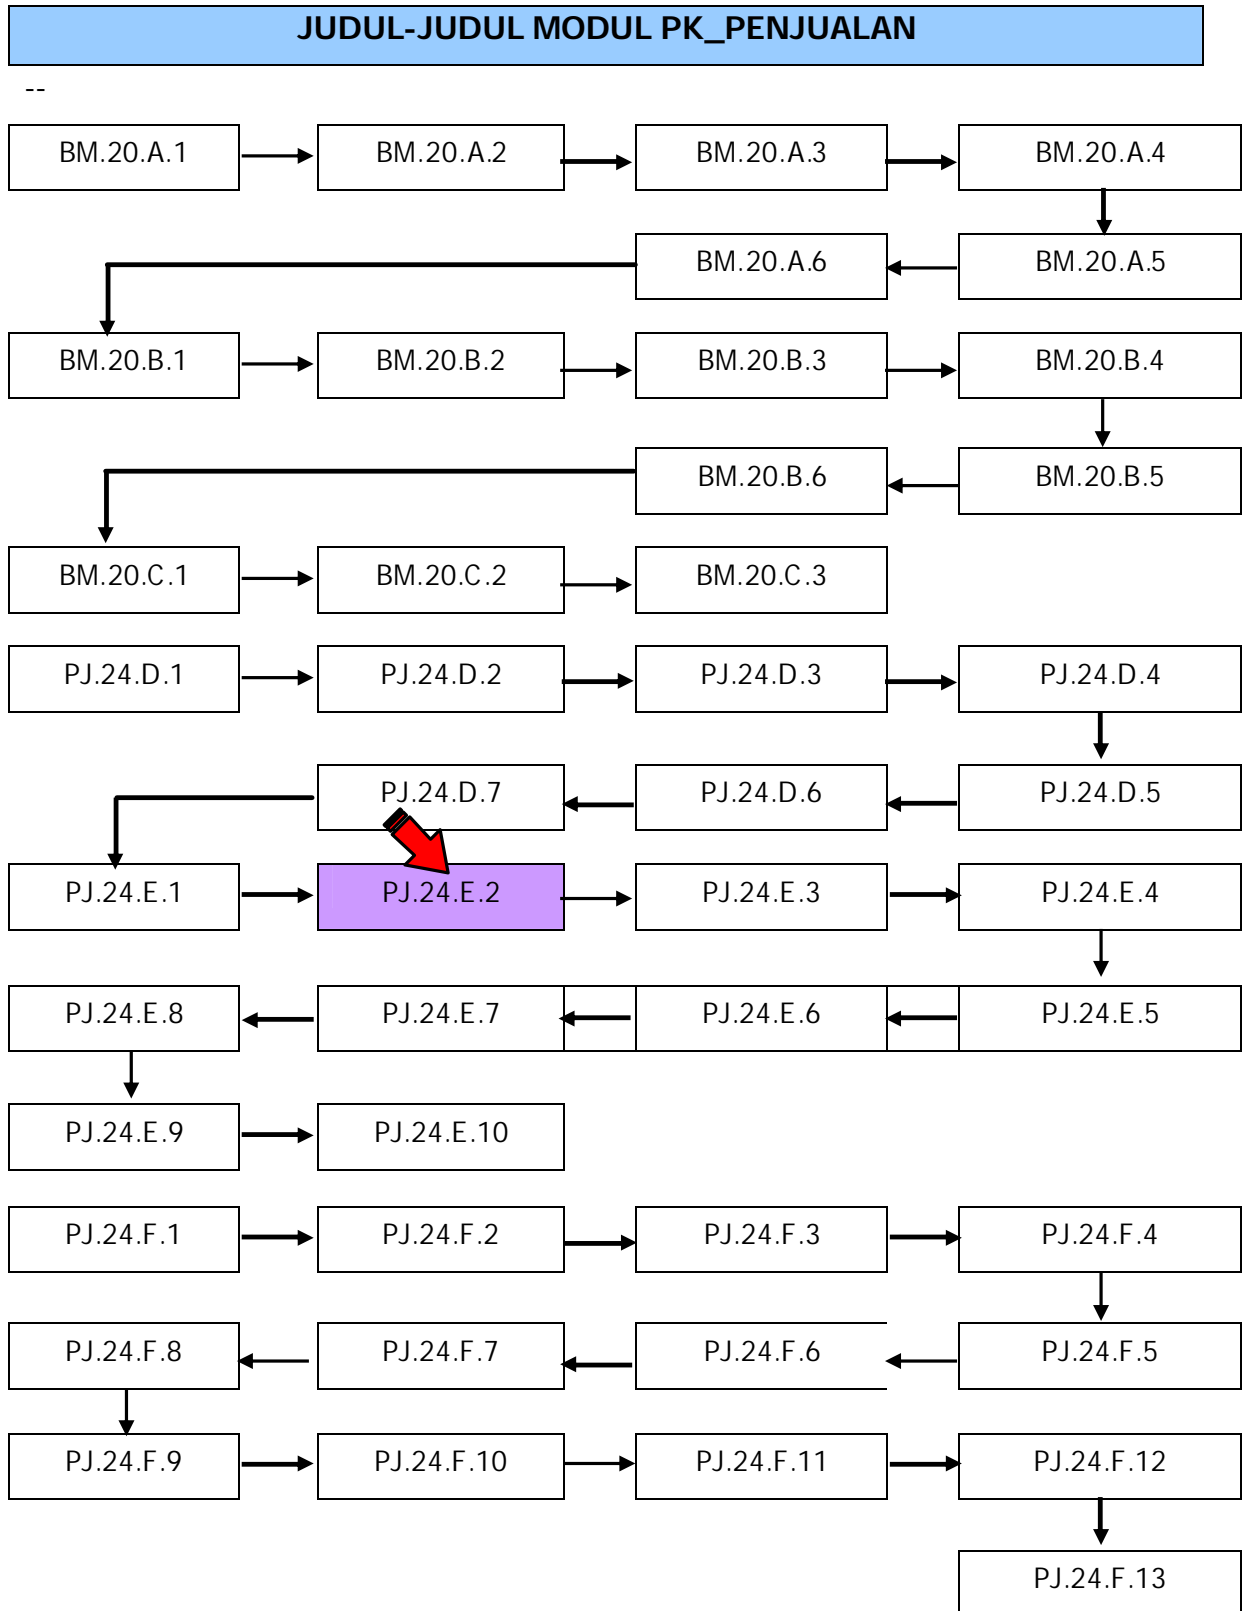 JUDUL-JUDUL MODUL PK_PENJUALAN
--
BM.20.A.1 BM.20.A.2 BM.20.A.3 BM.20.A.4
BM.20.A.6 BM.20.A.5
BM.20.B.1 BM.20.B.2 BM.20.B.3 BM.20.B.4
BM.20.B.6 BM.20.B.5
BM.20.C.1 BM.20.C.2 BM.20.C.3
PJ.24.D.1 PJ.24.D.2 PJ.24.D.3 PJ.24.D.4
PJ.24.D.7 PJ.24.D.6 PJ.24.D.5
PJ.24.E.1 PJ.24.E.2 PJ.24.E.3 PJ.24.E.4
PJ.24.E.8 PJ.24.E.7 PJ.24.E.6 PJ.24.E.5
PJ.24.E.9 PJ.24.E.10
PJ.24.F.1 PJ.24.F.2 PJ.24.F.3 PJ.24.F.4
PJ.24.F.8 PJ.24.F.7 PJ.24.F.6 PJ.24.F.5
PJ.24.F.9 PJ.24.F.10 PJ.24.F.11 PJ.24.F.12
PJ.24.F.13